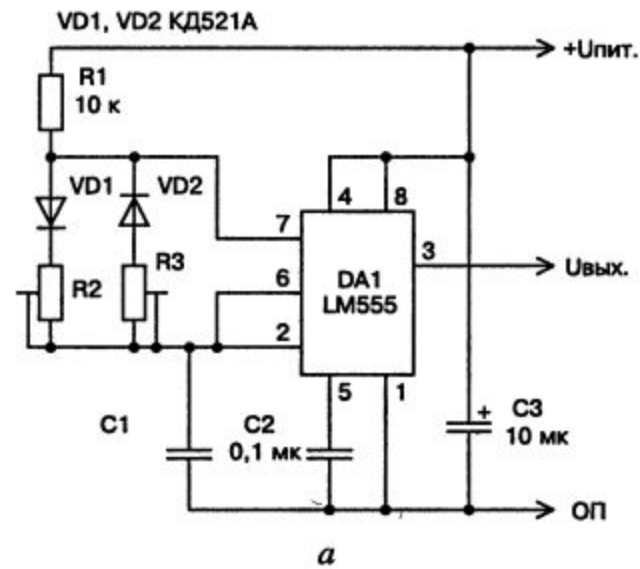 VD1, VD2 КД521А
+Uпит.
R1
10 к
VD1
VD2
4
8
7
3
R3
6
DA1
LM555
Uвых.
R2
2
5
1
C1
C2
0,1 мк
+
C3
10 мк
ОП
а